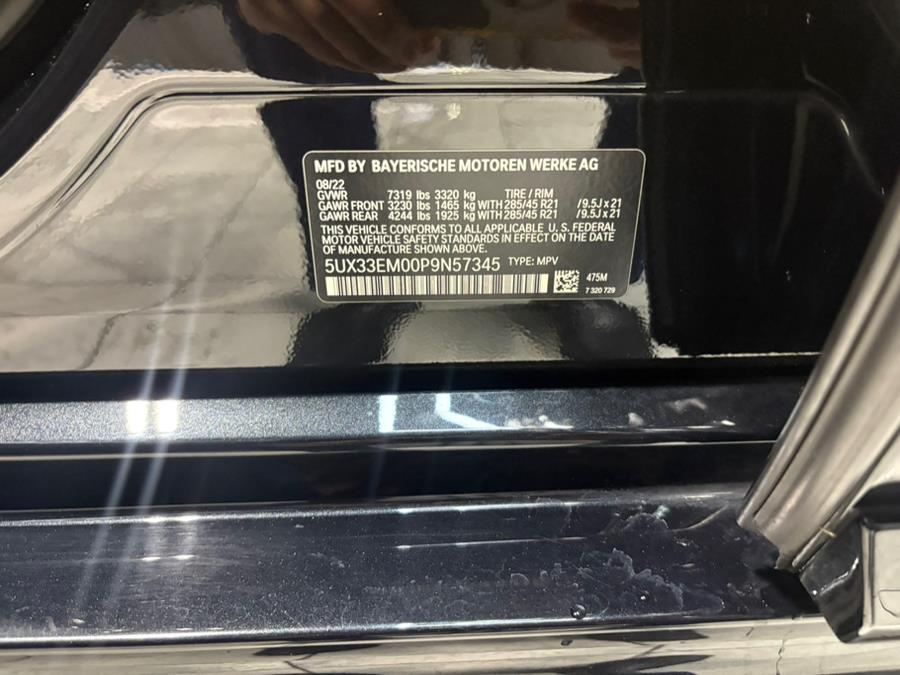 MFD BY BAYERISCHE MOTOREN WERKE AG
08/22
GVWR 7319 lbs 3320 kg TIRE / RIM
GAWR FRONT 3230 lbs 1465 kg WITH 285/45 R21 /9.5J x 21
GAWR REAR 4244 lbs 1925 kg WITH 285/45 R21 /9.5J x 21
THIS VEHICLE CONFORMS TO ALL APPLICABLE U. S. FEDERAL
MOTOR VEHICLE SAFETY STANDARDS IN EFFECT ON THE DATE
OF MANUFACTURE SHOWN ABOVE.
5UX33EM00P9N57345 TYPE: MPV
475M
7 320 729